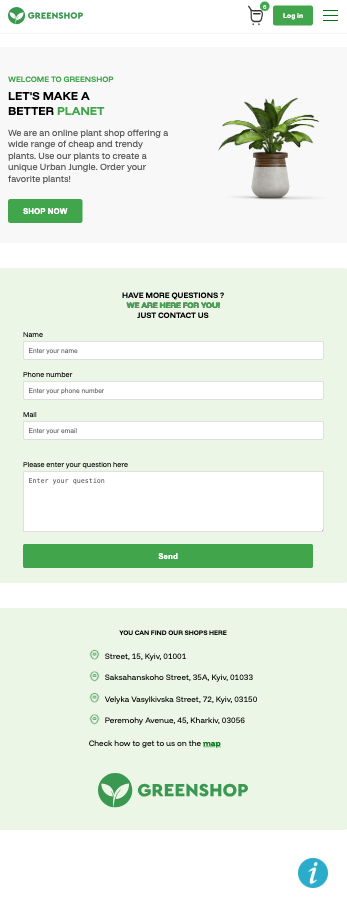 GREENSHOP
6
Log in
WELCOME TO GREENSHOP
LET'S MAKE A
BETTER PLANET
We are an online plant shop offering a
wide range of cheap and trendy
plants. Use our plants to create a
unique Urban Jungle. Order your
favorite plants!
SHOP NOW
HAVE MORE QUESTIONS ?
WE ARE HERE FOR YOU!
JUST CONTACT US
Name
Enter your name
Phone number
Enter your phone number
Mail
Enter your email
Please enter your question here
Enter your question
Send
YOU CAN FIND OUR SHOPS HERE
Street, 15, Kyiv, 01001
Saksahanskoho Street, 35A, Kyiv, 01033
Velyka Vasylkivska Street, 72, Kyiv, 03150
Peremohy Avenue, 45, Kharkiv, 03056
Check how to get to us on the map
GREENSHOP
i